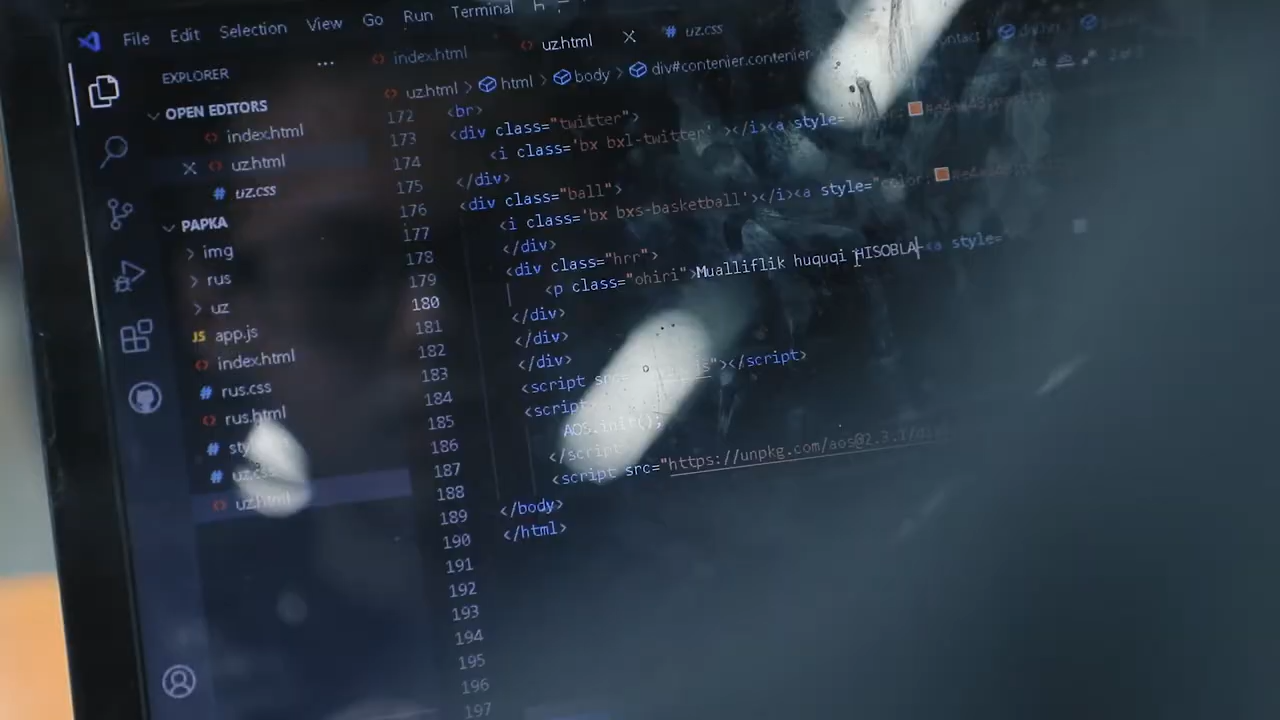 File Edit Selection View Go Run Terminal
EXPLORER ...
index.html uz.html uz.css
uz.html > html > body > div#contenier.contenier
OPEN EDITORS
index.html
uz.html
uz.css
PAPKA
img
rus
uz
app.js
index.html
rus.css
rus.html
uz.html
172 <br>
173 <div class="twitter">
174 <i class='bx bxl-twitter' ></i><a style=
175 </div>
176 <div class="ball">
177 <i class='bx bxs-basketball'></i><a style="color:
178 </div>
179 <div class="hrr">
180 <p class="ohiri">Mualliflik huquqi HISOBLA <a style=
181 </div>
182 </div>
183 </div>
184 <script "></script>
185 <script
186 AOS.init();
187 </script
188 <script src="https://unpkg.com/aos@2.3.1/
189 </body>
190 </html>
191
192
193
194
195
196
197